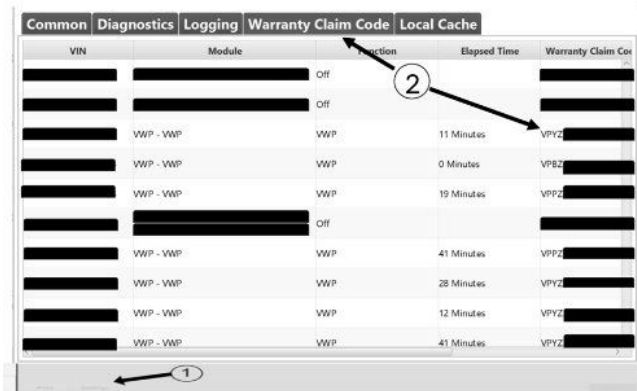 Common Diagnostics Logging Warranty Claim Code Local Cache
VIN Module Function Elapsed Time Warranty Claim Co
Off
2
Off
VWP - VWP VWP 11 Minutes VPYZ
VWP - VWP VWP 0 Minutes VPBZ
VWP - VWP VWP 19 Minutes VPPZ
Off
VWP - VWP VWP 41 Minutes VPPZ
VWP - VWP VWP 28 Minutes VPYZ
VWP - VWP VWP 12 Minutes VPYZ
VWP - VWP VWP 41 Minutes VPYZ
1